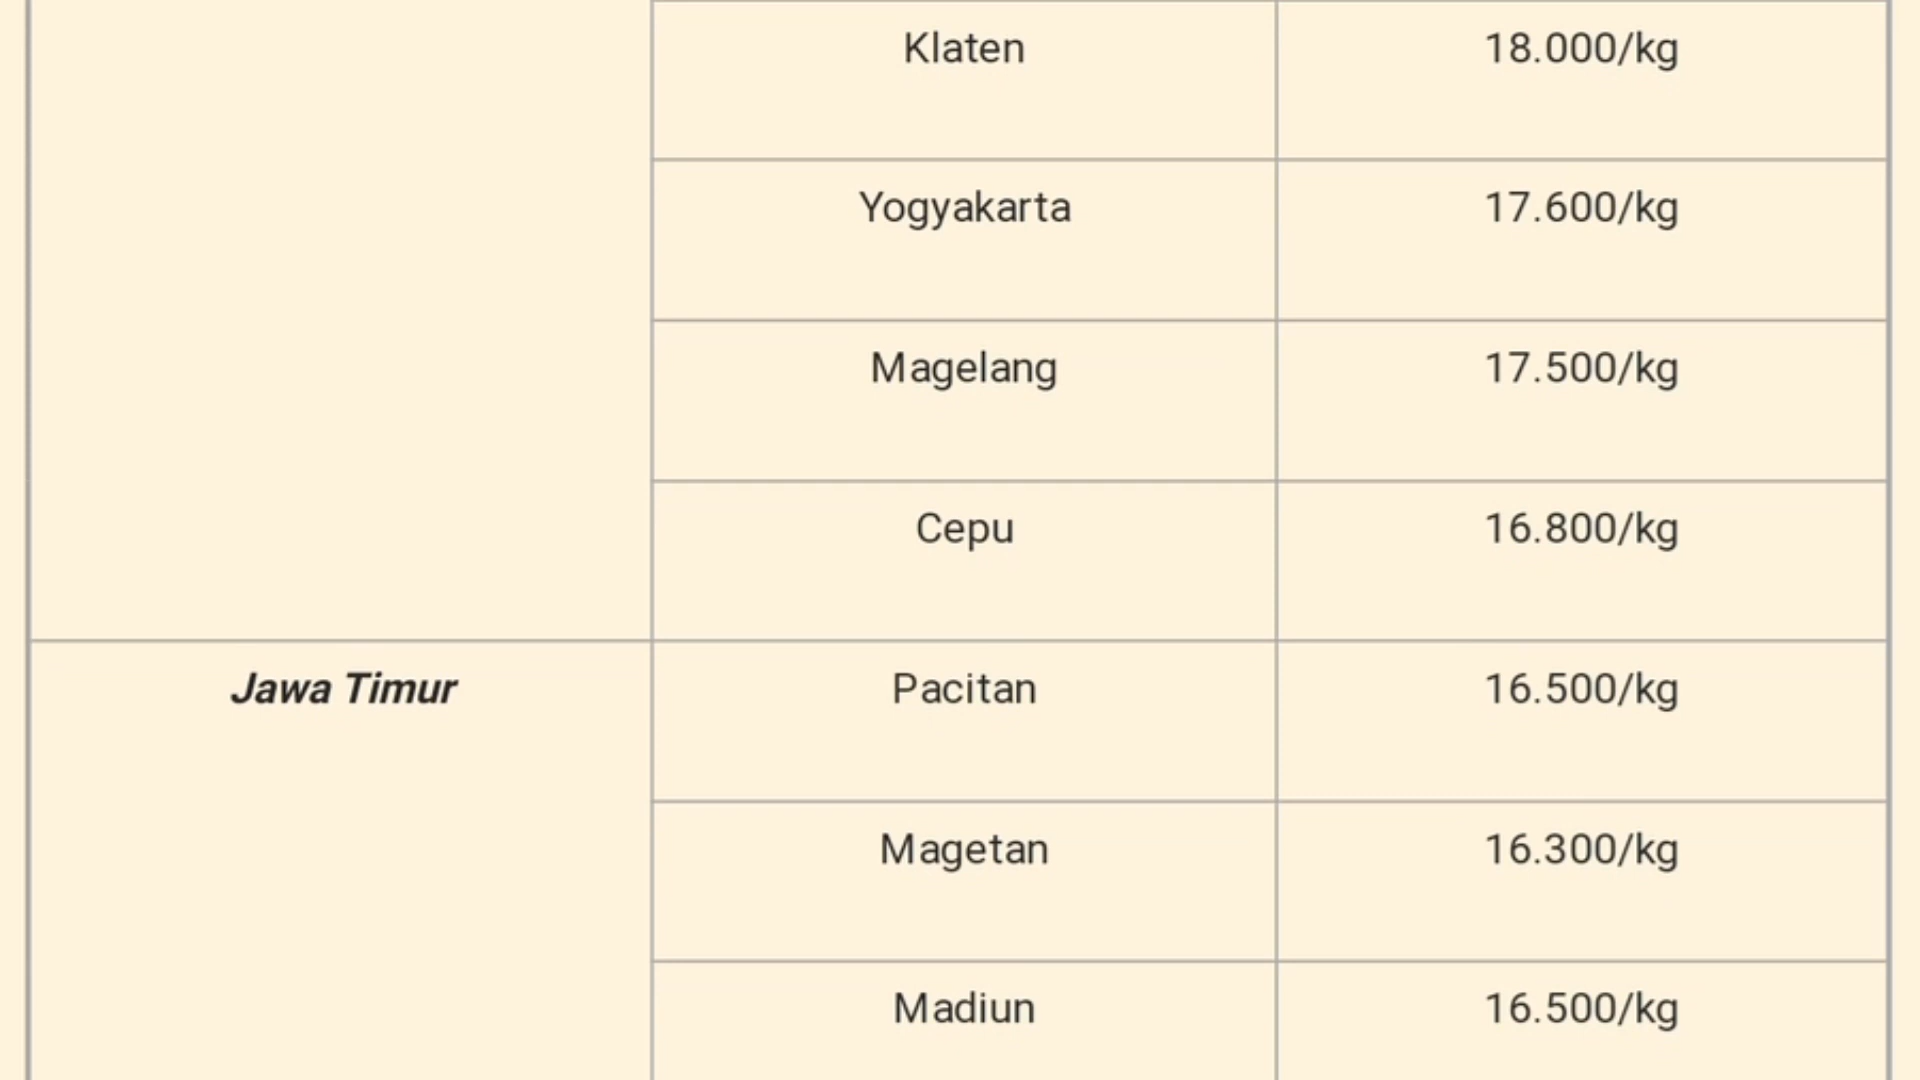 Klaten 18.000/kg
Yogyakarta 17.600/kg
Magelang 17.500/kg
Cepu 16.800/kg
Jawa Timur Pacitan 16.500/kg
Magetan 16.300/kg
Madiun 16.500/kg